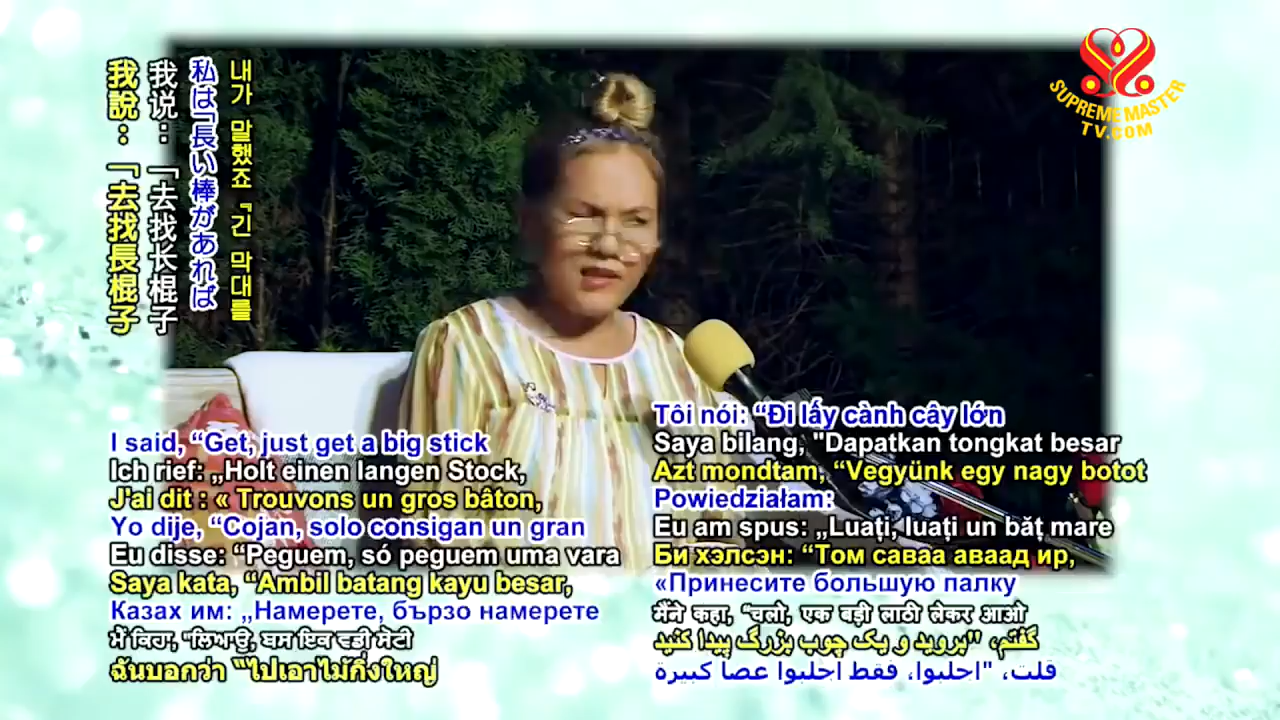 我說：「去找長棍子
我说：「去找长棍子
私は「長い棒があれば
내가 말했죠 『긴 막대를
SUPREME MASTER
TV.COM
I said, “Get, just get a big stick
Ich rief: „Holt einen langen Stock,
J'ai dit : « Trouvons un gros bâton,
Yo dije, “Cojan, solo consigan un gran
Eu disse: “Peguem, só peguem uma vara
Saya kata, “Ambil batang kayu besar,
Казах им: „Намерете, бързо намерете
ਮੈਂ ਕਿਹਾ, “ਲਿਆਉ, ਬਸ ਇਕ ਵਡੀ ਸੋਟੀ
ฉันบอกว่า “ไปเอาไม้กิ่งใหญ่
Tôi nói: “Đi lấy cành cây lớn
Saya bilang, "Dapatkan tongkat besar
Azt mondtam, “Vegyünk egy nagy botot
Powiedziałam:
Eu am spus: „Luați, luați un băț mare
Би хэлсэн: “Том саваа аваад ир,
«Принесите большую палку
मैंने कहा, “चलो, एक बड़ी लाठी लेकर आओ
گفتم، "بروید و یک چوب بزرگ پیدا کنید
قلت، "اجلبوا، فقط اجلبوا عصا كبيرة